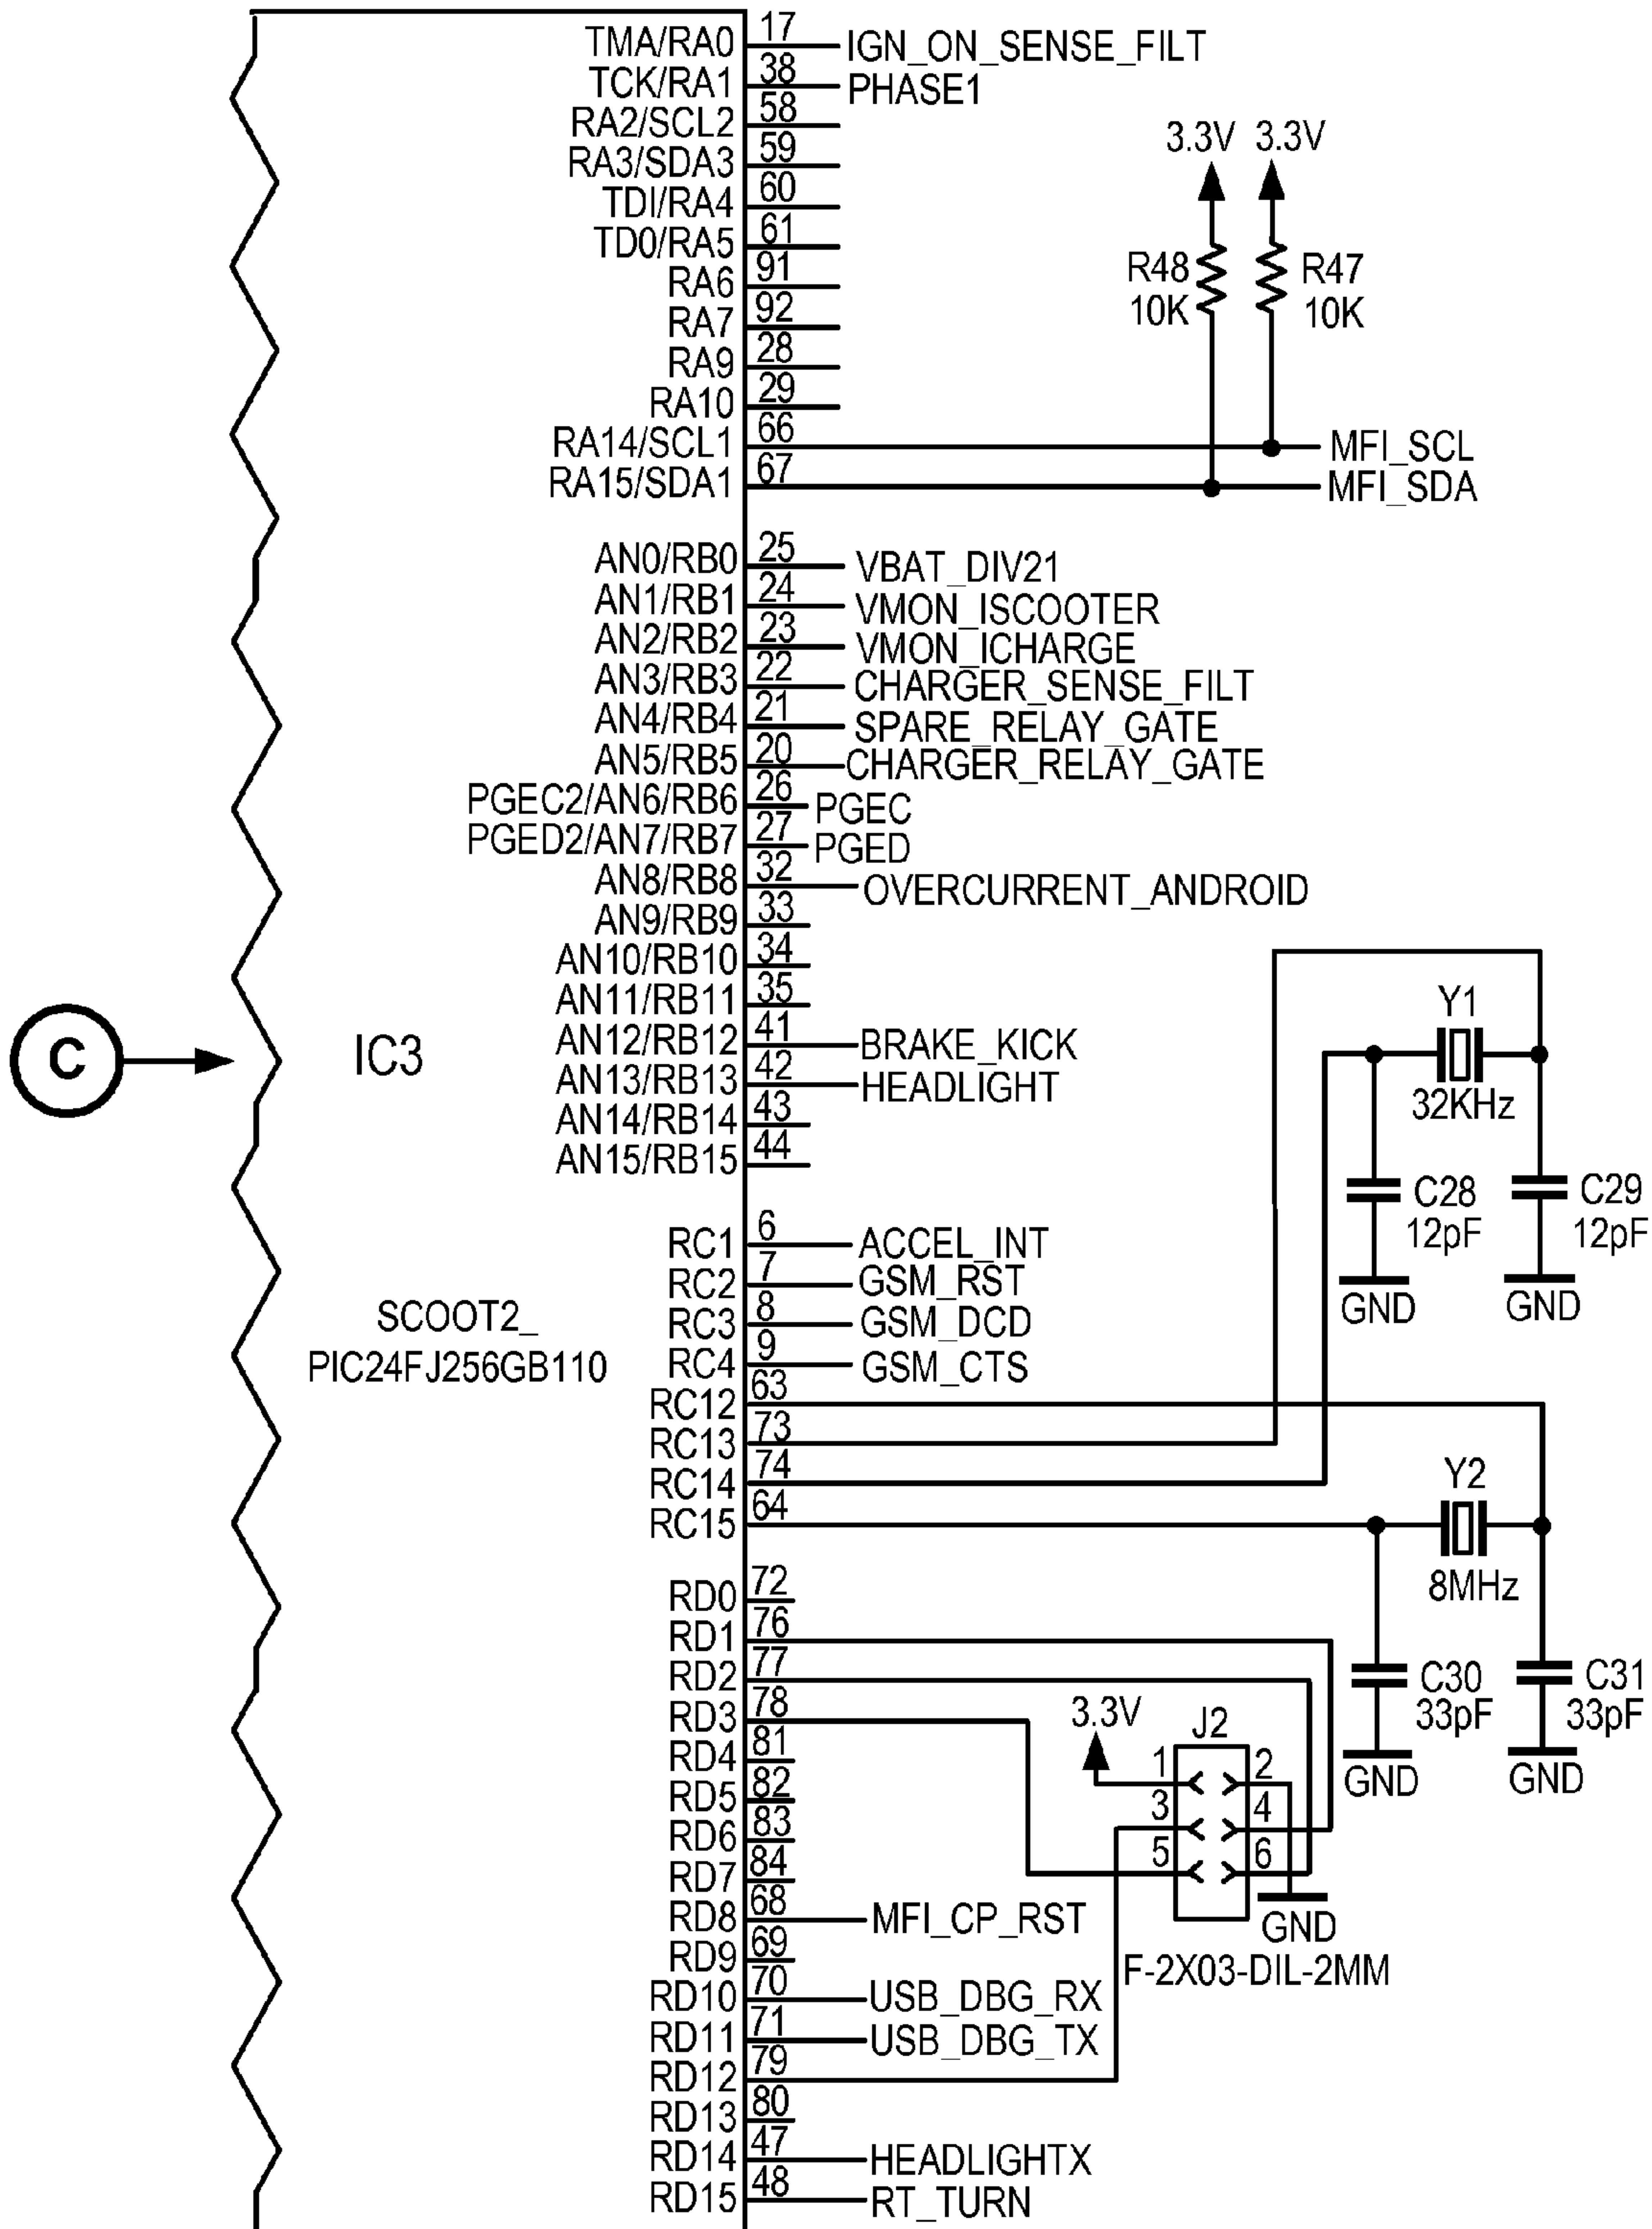 TMA/RA0 17 IGN_ON_SENSE_FILT
TCK/RA1 38 PHASE1
RA2/SCL2 58
RA3/SDA3 59
TDI/RA4 60
TD0/RA5 61
RA6 91
RA7 92
RA9 28
RA10 29
RA14/SCL1 66 MFI_SCL
RA15/SDA1 67 MFI_SDA
3.3V 3.3V
R48 R47
10K 10K
AN0/RB0 25 VBAT_DIV21
AN1/RB1 24 VMON_ISCOOTER
AN2/RB2 23 VMON_ICHARGE
AN3/RB3 22 CHARGER_SENSE_FILT
AN4/RB4 21 SPARE_RELAY_GATE
AN5/RB5 20 CHARGER_RELAY_GATE
PGEC2/AN6/RB6 26 PGEC
PGED2/AN7/RB7 27 PGED
AN8/RB8 32 OVERCURRENT_ANDROID
AN9/RB9 33
AN10/RB10 34
AN11/RB11 35
AN12/RB12 41 BRAKE_KICK
AN13/RB13 42 HEADLIGHT
AN14/RB14 43
AN15/RB15 44
C
IC3
SCOOT2_
PIC24FJ256GB110
Y1
32KHz
C28 C29
12pF 12pF
GND GND
RC1 6 ACCEL_INT
RC2 7 GSM_RST
RC3 8 GSM_DCD
RC4 9 GSM_CTS
RC12 63
RC13 73
RC14 74
RC15 64
Y2
8MHz
C30 C31
33pF 33pF
GND GND
RD0 72
RD1 76
RD2 77
RD3 78
RD4 81
RD5 82
RD6 83
RD7 84
RD8 68 MFI_CP_RST
RD9 69
RD10 70 USB_DBG_RX
RD11 71 USB_DBG_TX
RD12 79
RD13 80
RD14 47 HEADLIGHTX
RD15 48 RT_TURN
3.3V J2
1 2
3 4
5 6
GND
F-2X03-DIL-2MM